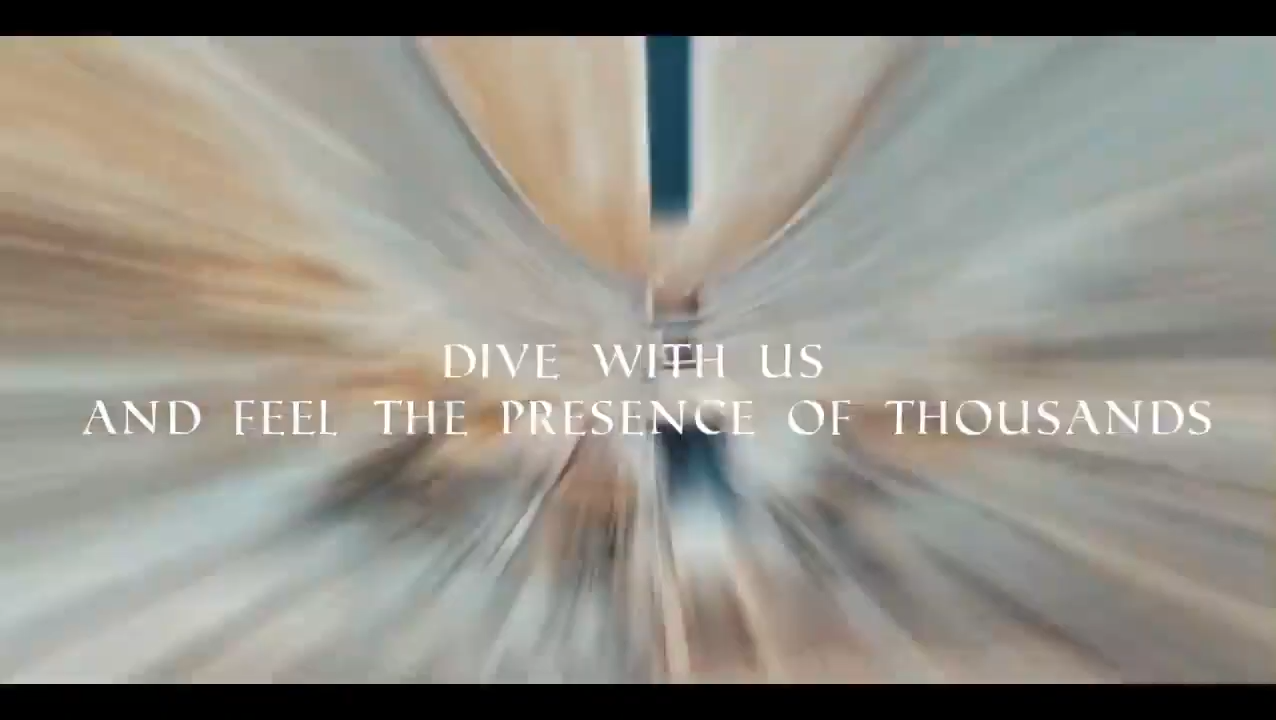 DIVE WITH US
AND FEEL THE PRESENCE OF THOUSANDS